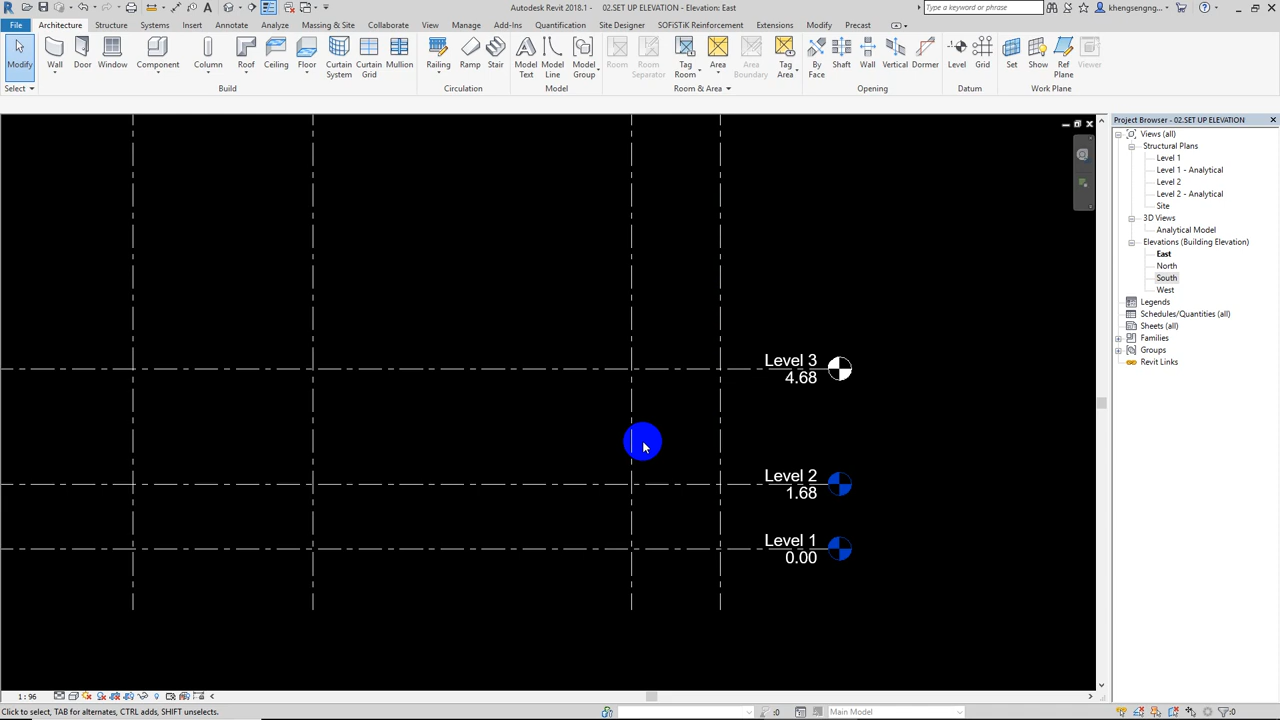 Autodesk Revit 2018.1 - 02.SET UP ELEVATION - Elevation: East
Type a keyword or phrase
khengsengng...
File Architecture Structure Systems Insert Annotate Analyze Massing & Site Collaborate View Manage Add-Ins Quantification Site Designer SOFiSTiK Reinforcement Extensions Modify Precast
Modify Wall Door Window Component Column Roof Ceiling Floor Curtain System Curtain Grid Mullion Railing Ramp Stair Model Text Model Line Model Group Room Room Separator Tag Room Area Area Boundary Tag Area By Face Shaft Wall Vertical Dormer Level Grid Set Show Ref Plane Viewer
Select Build Circulation Model Room & Area Opening Datum Work Plane
Project Browser - 02.SET UP ELEVATION
Views (all)
Structural Plans
Level 1
Level 1 - Analytical
Level 2
Level 2 - Analytical
Site
3D Views
Analytical Model
Elevations (Building Elevation)
East
North
South
West
Legends
Schedules/Quantities (all)
Sheets (all)
Families
Groups
Revit Links
Level 3
4.68
Level 2
1.68
Level 1
0.00
1 : 96
Click to select, TAB for alternates, CTRL adds, SHIFT unselects.
:0
Main Model
:0